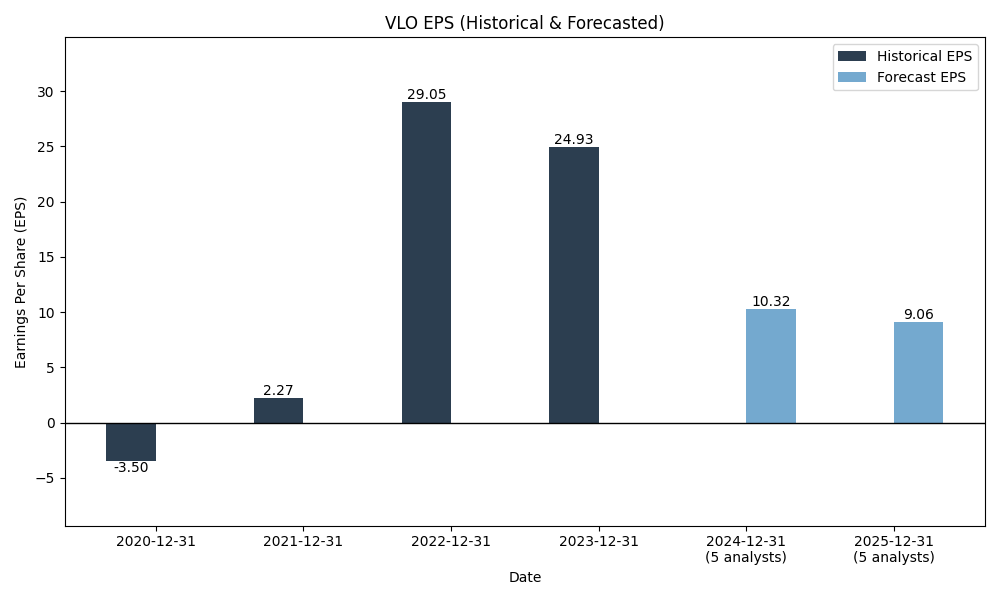 VLO EPS (Historical & Forecasted)
Historical EPS
Forecast EPS
Earnings Per Share (EPS)
30
25
20
15
10
5
0
−5
-3.50
2.27
29.05
24.93
10.32
9.06
2020-12-31
2021-12-31
2022-12-31
2023-12-31
2024-12-31
(5 analysts)
2025-12-31
(5 analysts)
Date